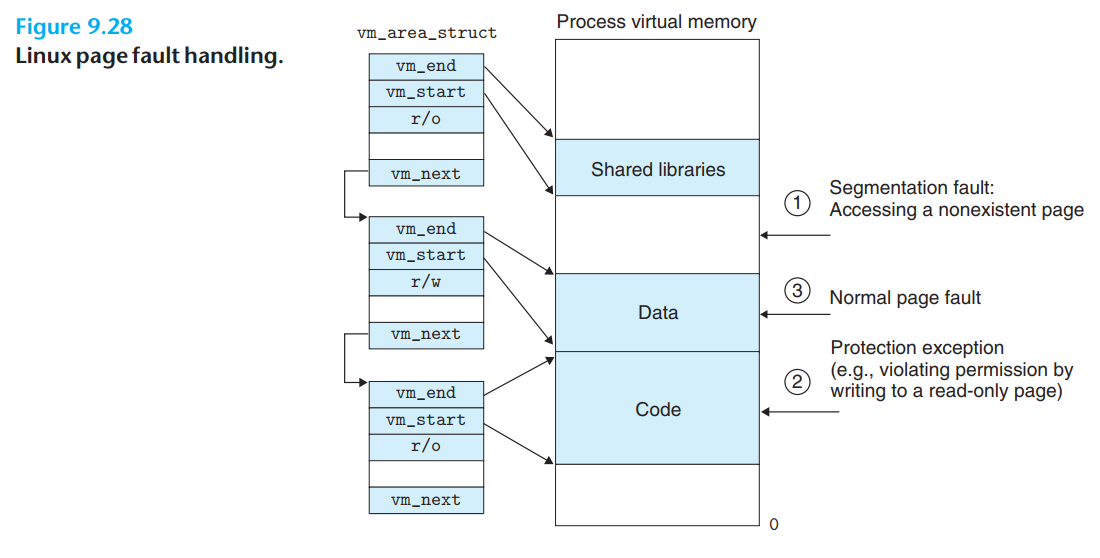 Figure 9.28
Linux page fault handling.
vm_area_struct
vm_end
vm_start
r/o
vm_next
vm_end
vm_start
r/w
vm_next
vm_end
vm_start
r/o
vm_next
Process virtual memory
Shared libraries
Data
Code
0
1
Segmentation fault:
Accessing a nonexistent page
3
Normal page fault
2
Protection exception
(e.g., violating permission by
writing to a read-only page)